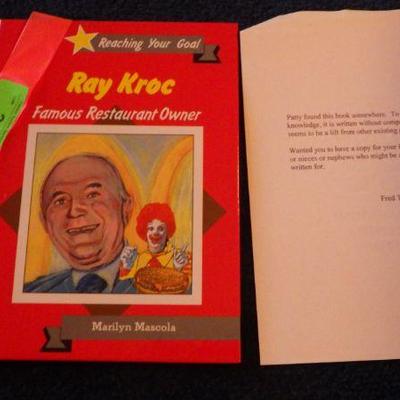 Reaching Your Goal
Ray Kroc
Famous Restaurant Owner
Marilyn Mascola
Patty found this book somewhere. To
knowledge, it is written without
seems to be a lift from other existing
Wanted you to have a copy for your
or nieces or nephews who might be
written for.
Fred